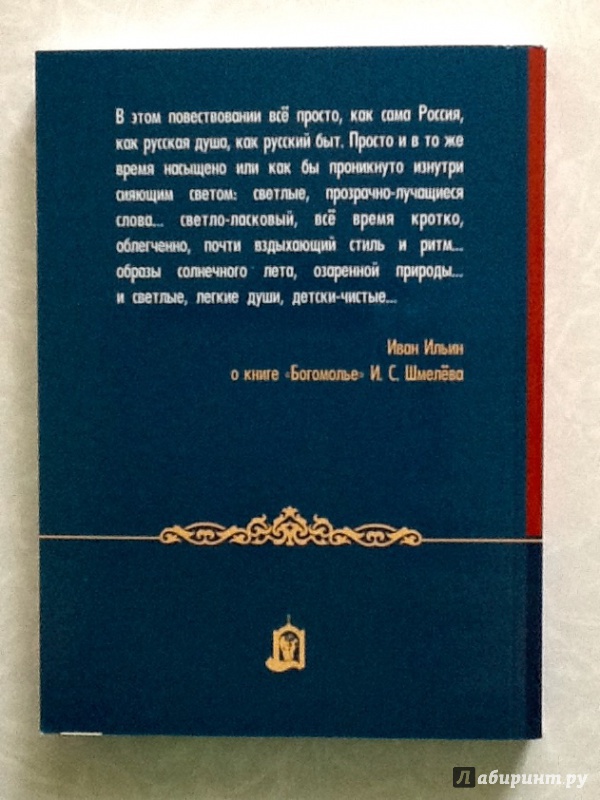 В этом повествовании всё просто, как сама Россия,
как русская душа, как русский быт. Просто и в то же
время насыщено или как бы проникнуто изнутри
сияющим светом: светлые, прозрачно-лучащиеся
слова... светло-ласковый, всё время кротко,
облегченно, почти вздыхающий стиль и ритм...
образы солнечного лета, озаренной природы...
и светлые, легкие души, детски-чистые...
Иван Ильин
о книге «Богомолье» И. С. Шмелёва
Лабиринт.ру